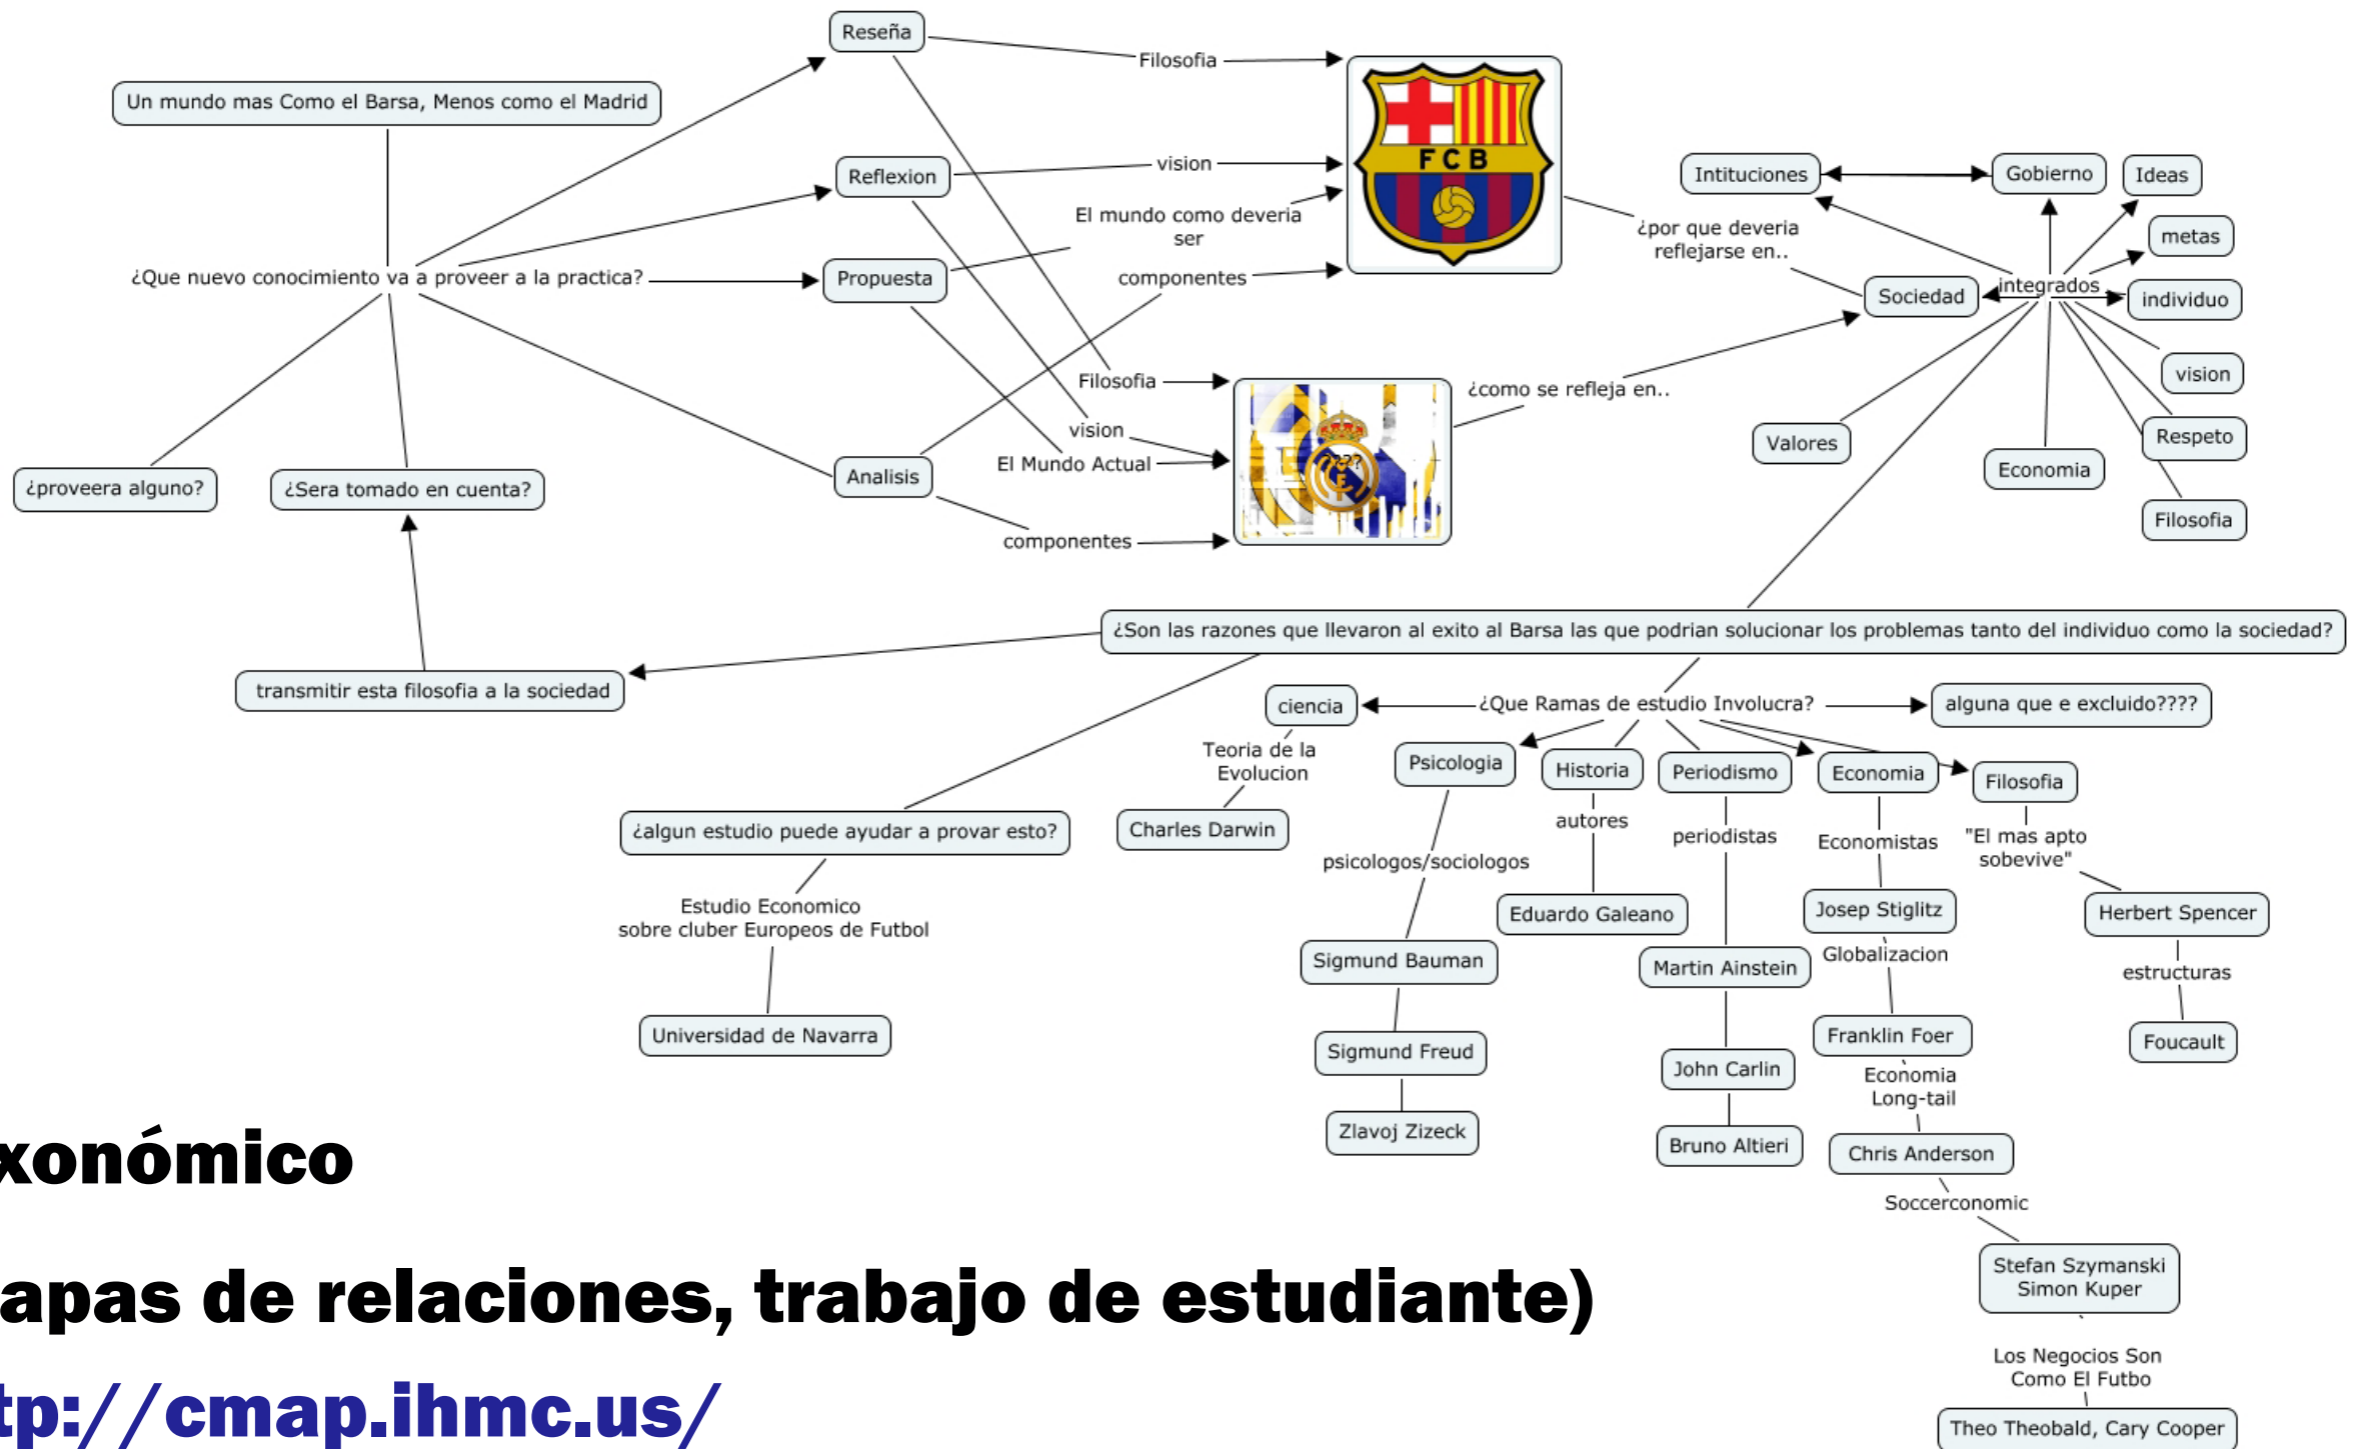 Reseña
Filosofia
Un mundo mas Como el Barsa, Menos como el Madrid
FCB
Reflexion
vision
El mundo como deveria
ser
Intituciones
Gobierno
Ideas
¿por que deveria
reflejarse en..
metas
¿Que nuevo conocimiento va a proveer a la practica?
Propuesta
componentes
Sociedad
integrados
individuo
Filosofia
¿como se refleja en..
vision
vision
El Mundo Actual
????
Valores
Respeto
Economia
Analisis
¿proveera alguno?
¿Sera tomado en cuenta?
Filosofia
componentes
¿Son las razones que llevaron al exito al Barsa las que podrian solucionar los problemas tanto del individuo como la sociedad?
transmitir esta filosofia a la sociedad
ciencia
¿Que Ramas de estudio Involucra?
alguna que e excluido????
Teoria de la
Evolucion
Psicologia
Historia
Periodismo
Economia
Filosofia
¿algun estudio puede ayudar a provar esto?
Charles Darwin
autores
periodistas
Economistas
"El mas apto
sobevive"
psicologos/sociologos
Estudio Economico
sobre cluber Europeos de Futbol
Eduardo Galeano
Josep Stiglitz
Herbert Spencer
Sigmund Bauman
Martin Ainstein
Globalizacion
estructuras
Universidad de Navarra
Sigmund Freud
John Carlin
Franklin Foer
Foucault
Economia
Long-tail
Zlavoj Zizeck
Bruno Altieri
Chris Anderson
xonómico
Soccerconomic
apas de relaciones, trabajo de estudiante)
Stefan Szymanski
Simon Kuper
Los Negocios Son
Como El Futbo
tp://cmap.ihmc.us/
Theo Theobald, Cary Cooper